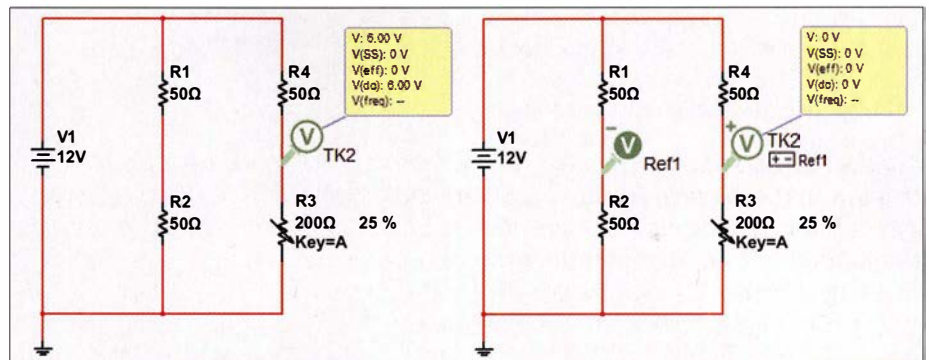 V: 6.00 V
V(SS): 0 V
V(eff): 0 V
V(dc): 6.00 V
V(freq): --
R1
50Ω
R4
50Ω
V
TK2
V1
12V
R2
50Ω
R3
200Ω 25 %
Key=A
V: 0 V
V(SS): 0 V
V(eff): 0 V
V(dc): 0 V
V(freq): --
R1
50Ω
R4
50Ω
V
Ref1
V
TK2
Ref1
V1
12V
R2
50Ω
R3
200Ω 25 %
Key=A